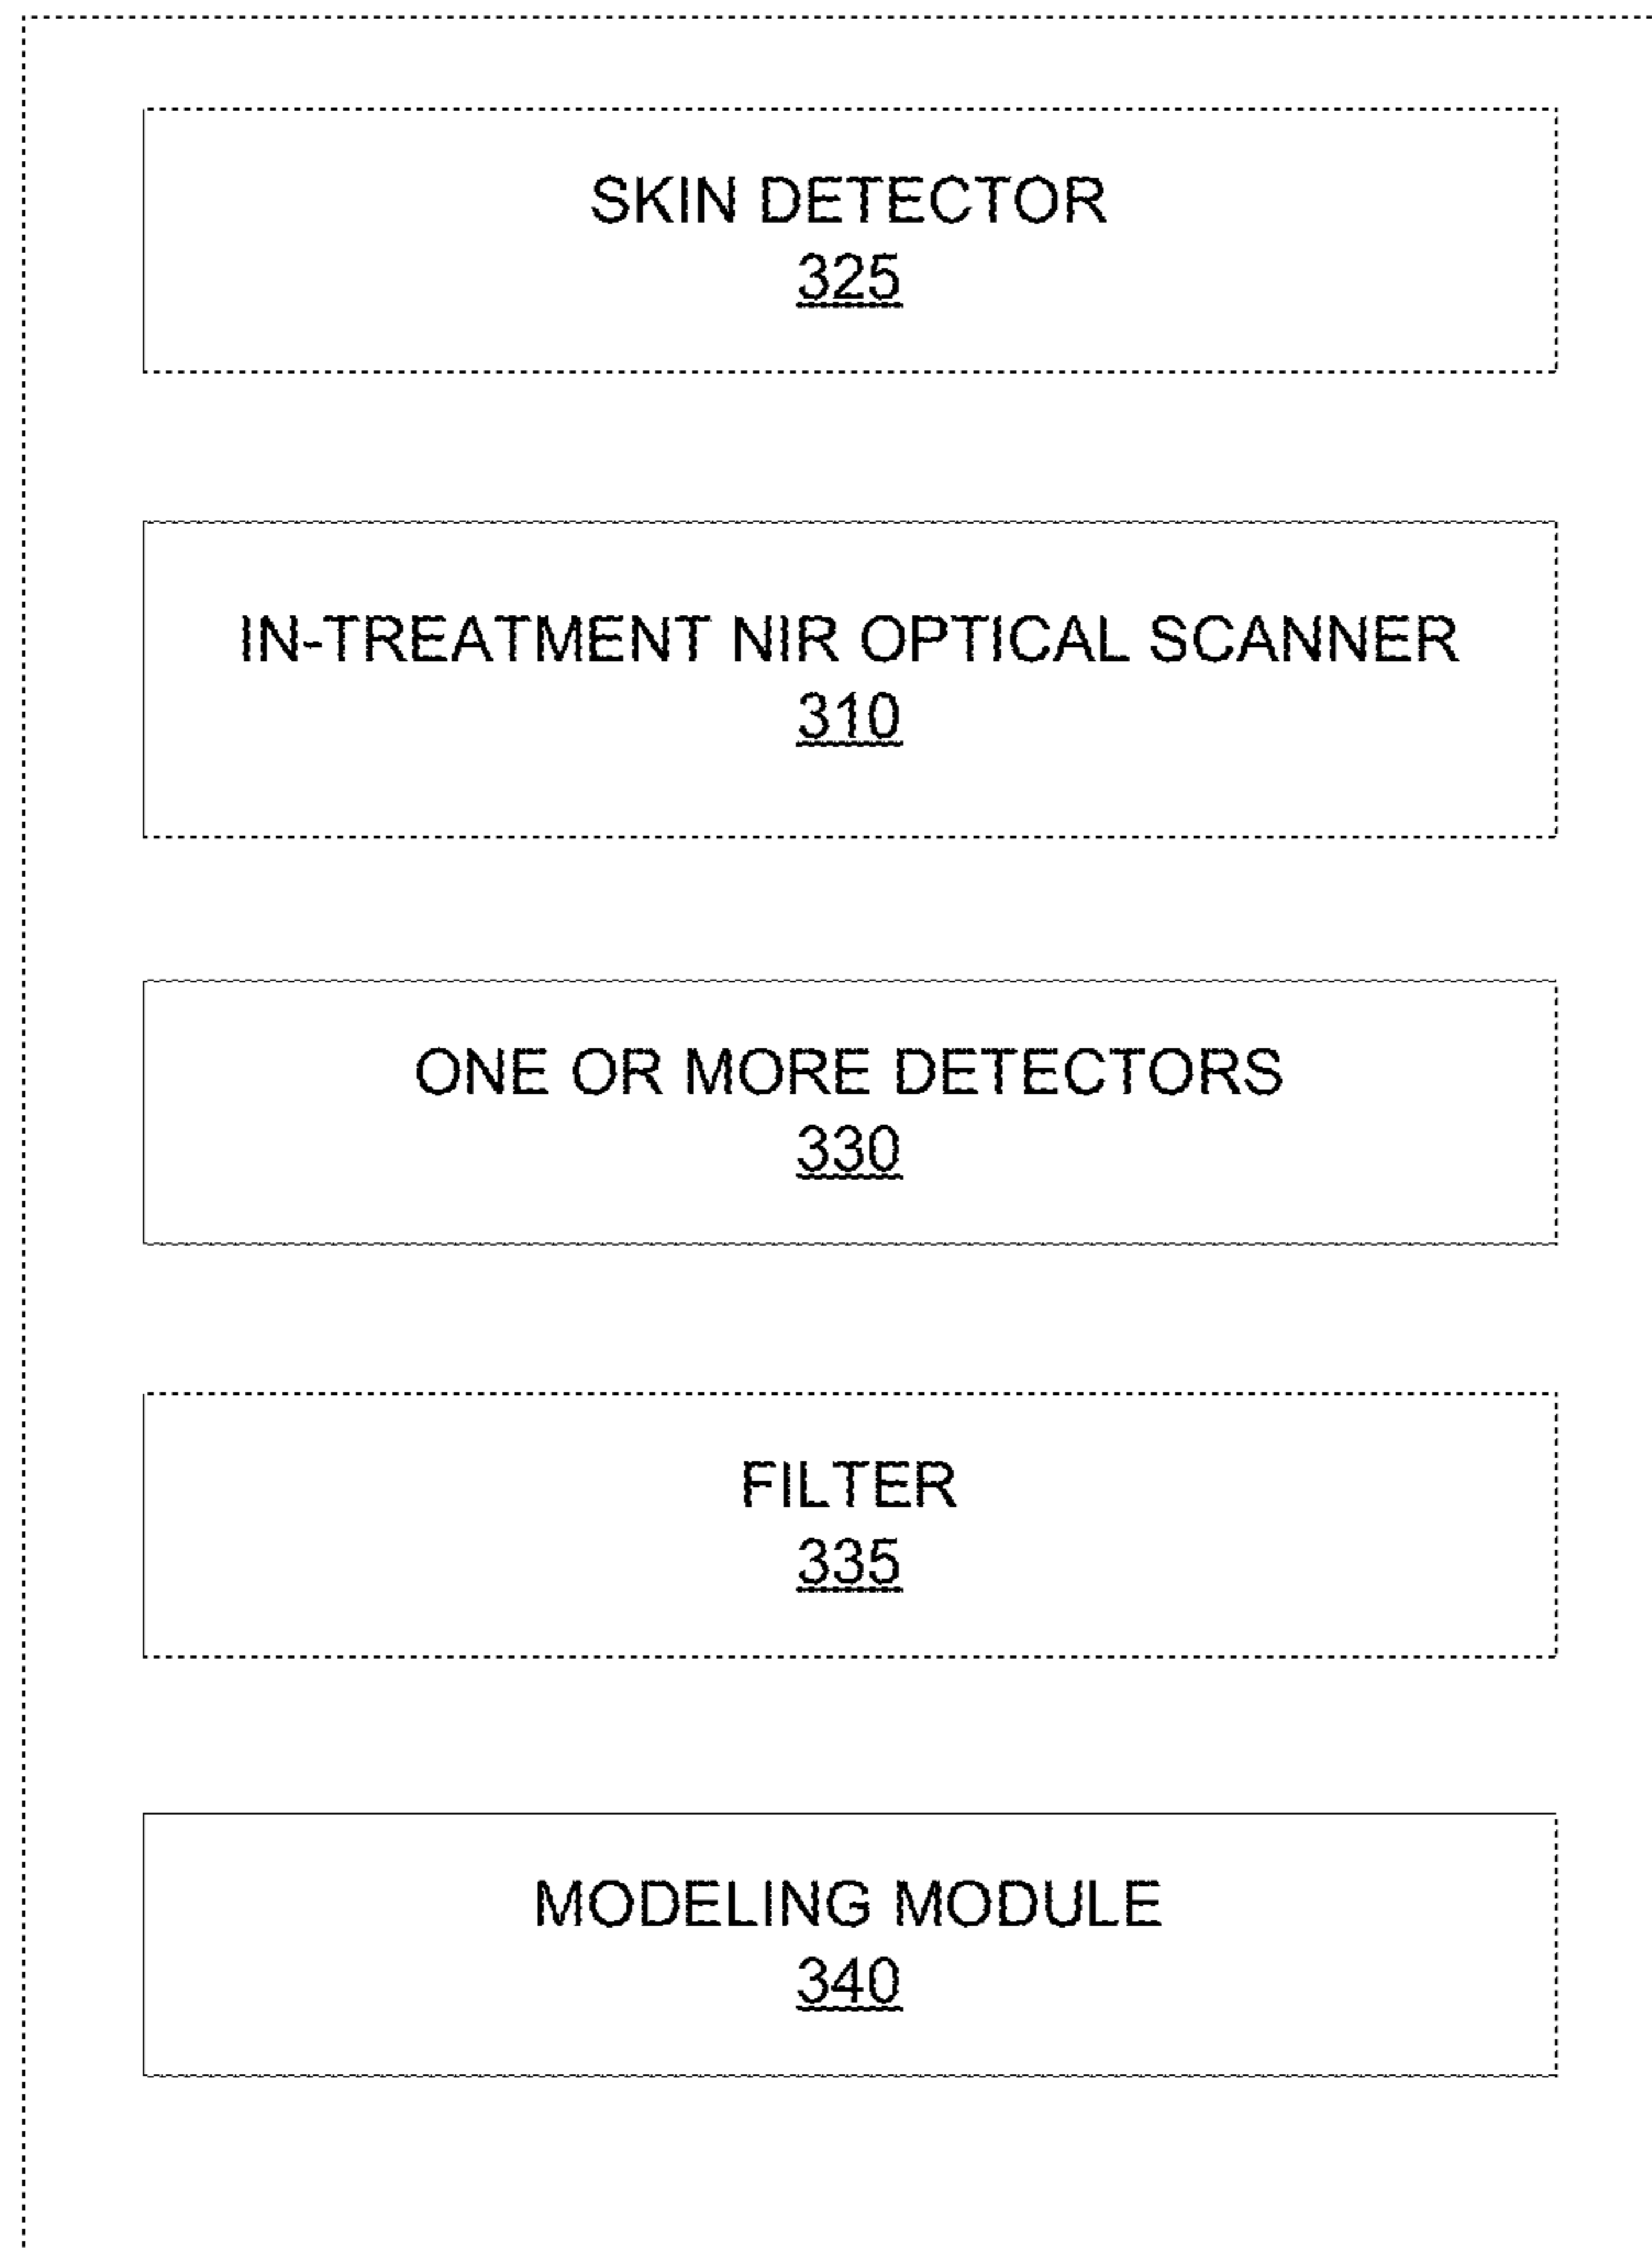 SKIN DETECTOR
325
IN-TREATMENT NIR OPTICAL SCANNER
310
ONE OR MORE DETECTORS
330
FILTER
335
MODELING MODULE
340